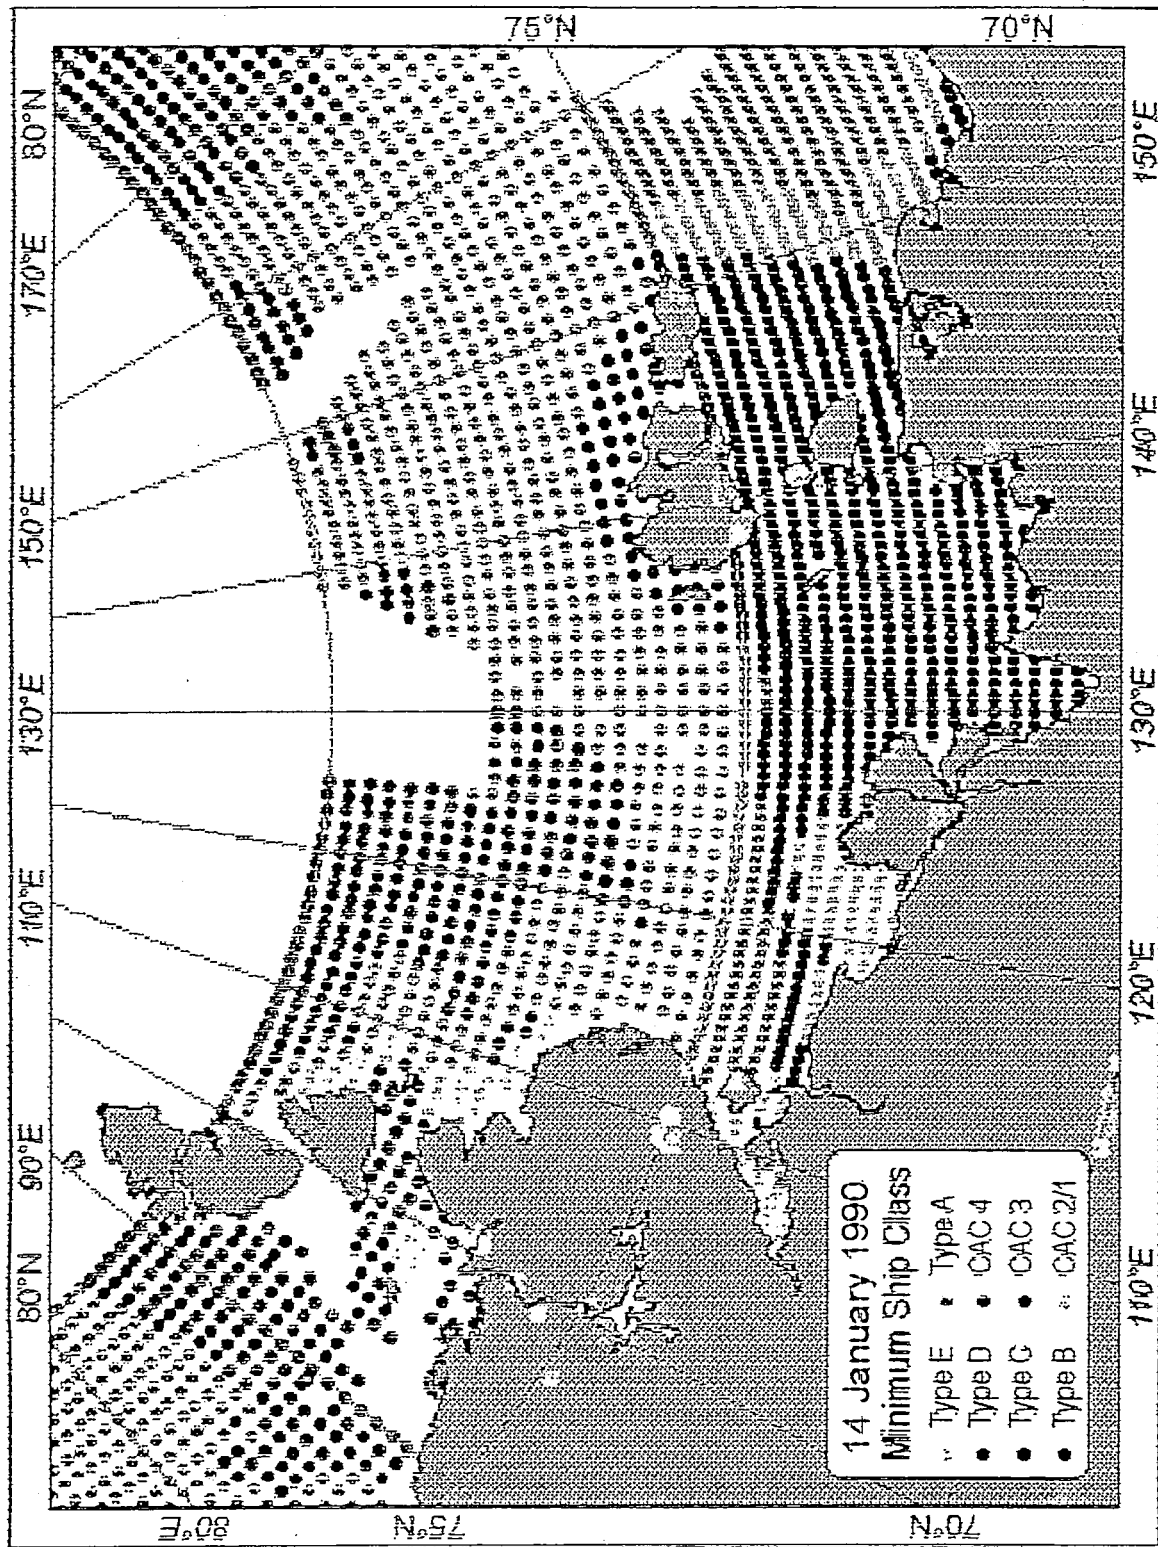 80°N 90°E 110°E 130°E 150°E 170°E 80°N
80°E
75°N
70°N
75°N
70°N
14 January 1990
Minimum Ship Class
Type E Type A
Type D CAC 4
Type C CAC 3
Type B CAC 2/1
110°E 120°E 130°E 140°E 150°E